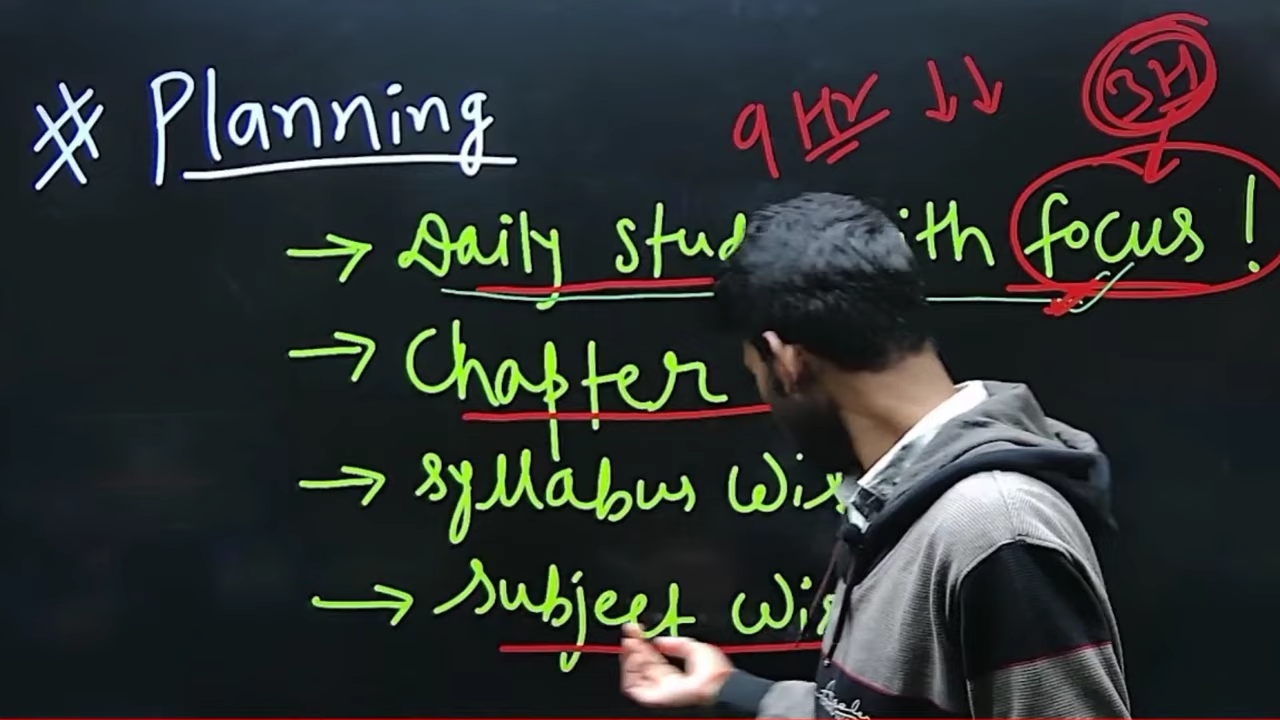 # Planning
9 Hr ↓↓ 3H
→ Daily stud ith focus !
→ Chapter
→ syllabus wis
→ subject wis